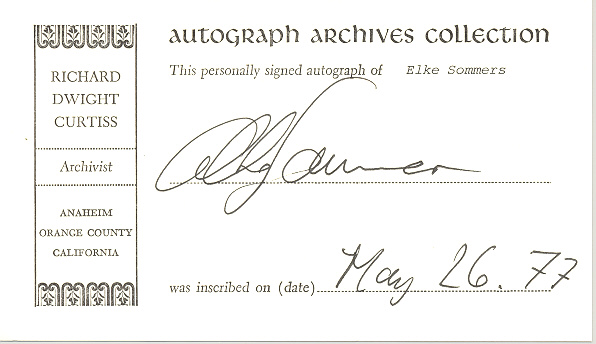 RICHARD
DWIGHT
CURTISS
Archivist
ANAHEIM
ORANGE COUNTY
CALIFORNIA
AUTOGRAPH ARCHIVES COLLECTION
This personally signed autograph of Elke Sommers
was inscribed on (date) May 26. 77